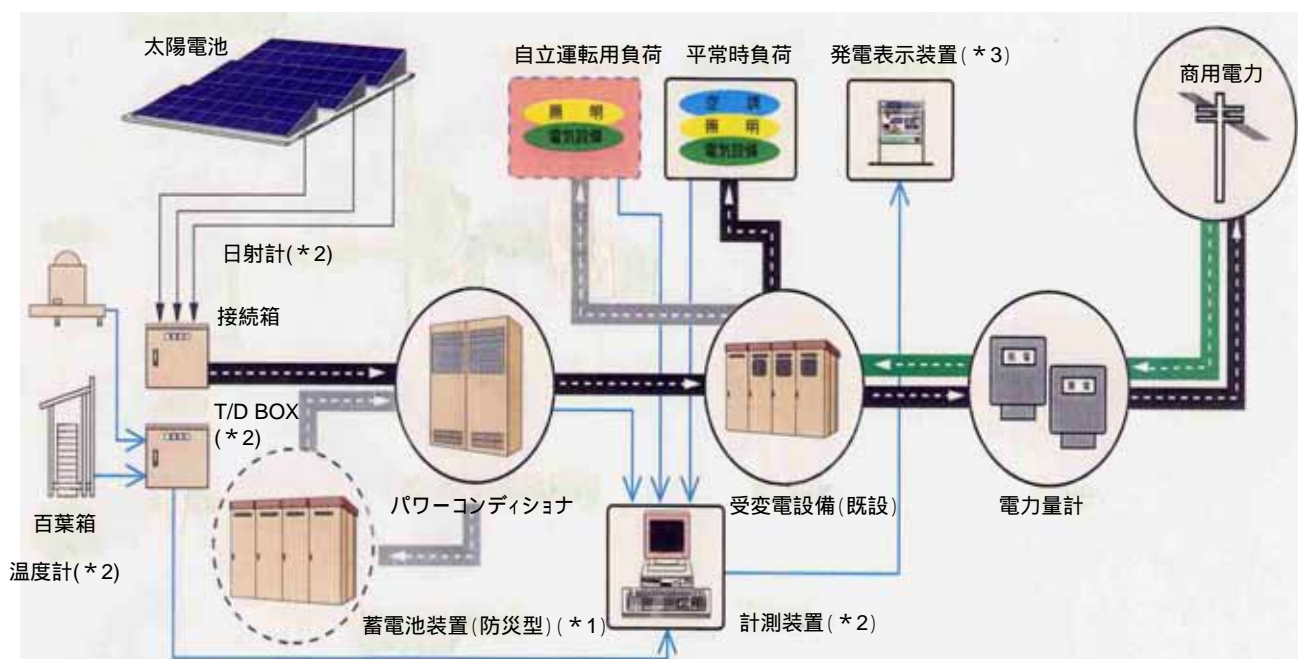 太陽電池
自立運転用負荷
平常時負荷
発電表示装置(*3)
商用電力
照 明
電気設備
空 調
照 明
電気設備
日射計(*2)
接続箱
T/D BOX
(*2)
百葉箱
温度計(*2)
パワーコンディショナ
受変電設備(既設)
電力量計
蓄電池装置(防災型)(*1)
計測装置(*2)